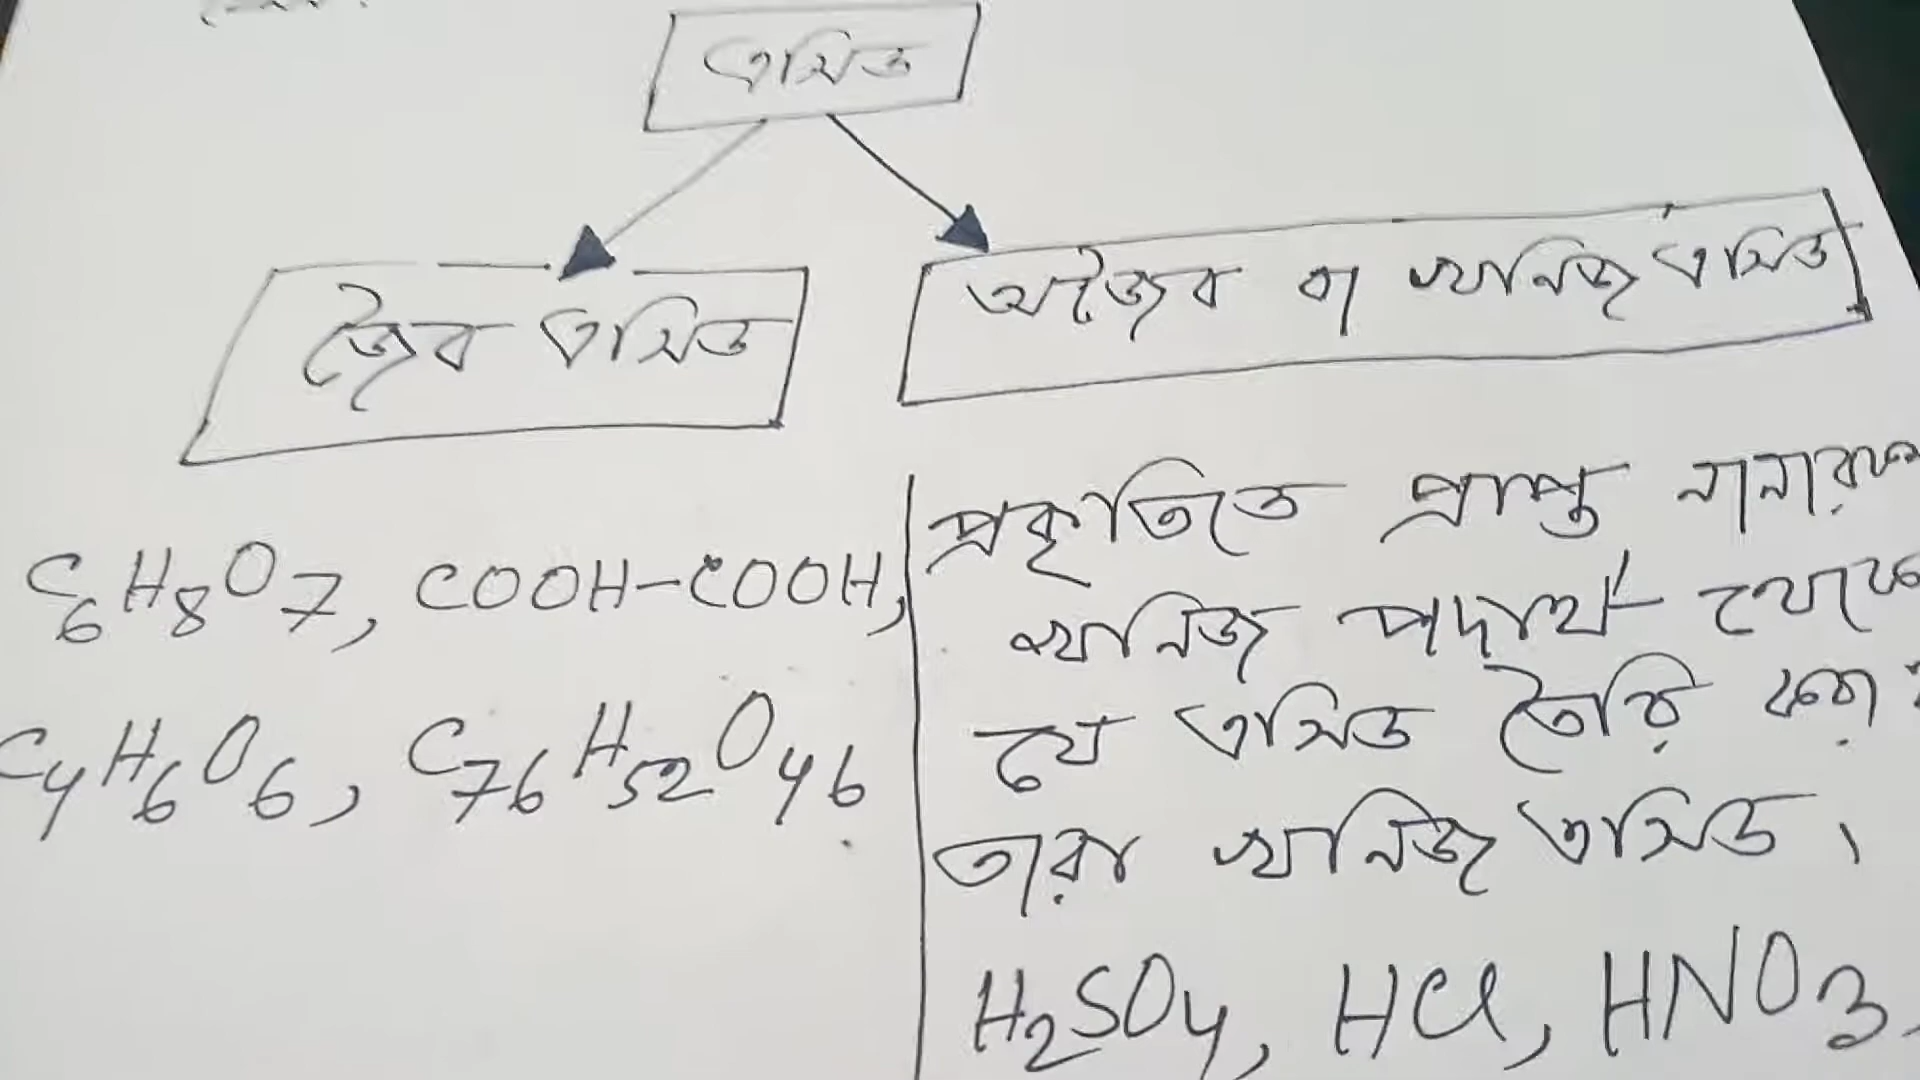 এসিড
জৈব এসিড
অজৈব বা খনিজ এসিড
C6H8O7, COOH-COOH,
C4H6O6, C76H52O46
প্রকৃতিতে প্রাপ্ত নানারকম
খনিজ পদার্থ থেকে
যে এসিড তৈরি করা
তারা খনিজ এসিড।
H2SO4, HCl, HNO3,